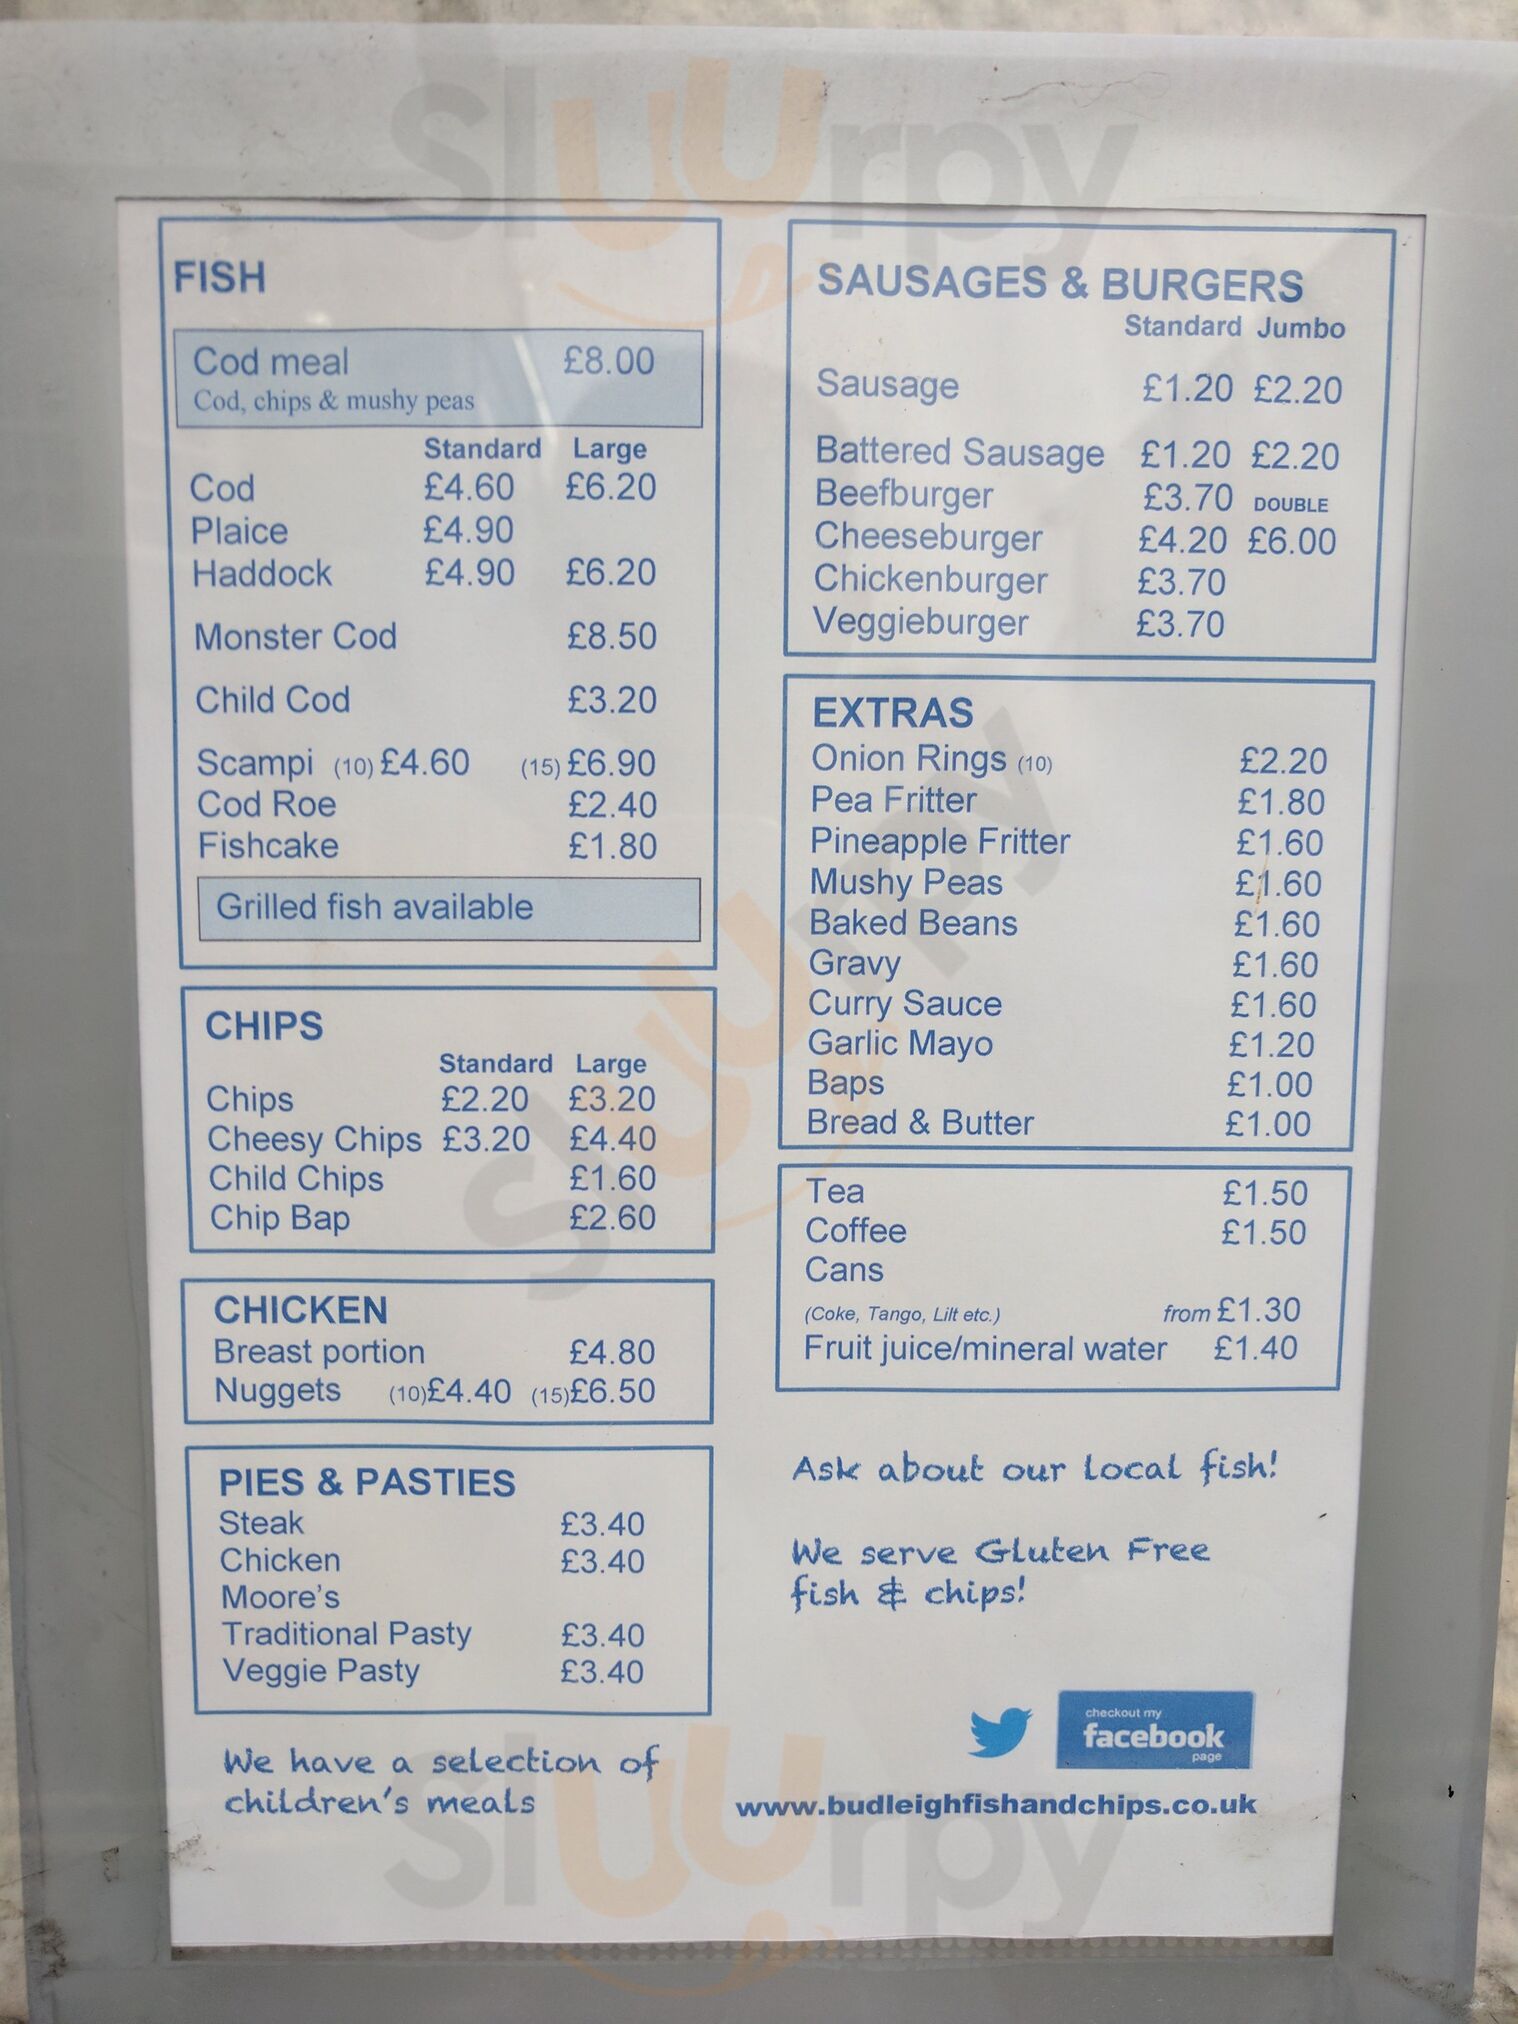 FISH
Cod meal £8.00
Cod, chips & mushy peas
Standard Large
Cod £4.60 £6.20
Plaice £4.90
Haddock £4.90 £6.20
Monster Cod £8.50
Child Cod £3.20
Scampi (10) £4.60 (15) £6.90
Cod Roe £2.40
Fishcake £1.80
Grilled fish available
CHIPS
Standard Large
Chips £2.20 £3.20
Cheesy Chips £3.20 £4.40
Child Chips £1.60
Chip Bap £2.60
CHICKEN
Breast portion £4.80
Nuggets (10)£4.40 (15)£6.50
PIES & PASTIES
Steak £3.40
Chicken £3.40
Moore's
Traditional Pasty £3.40
Veggie Pasty £3.40
We have a selection of
children's meals
SAUSAGES & BURGERS
Standard Jumbo
Sausage £1.20 £2.20
Battered Sausage £1.20 £2.20
Beefburger £3.70 DOUBLE
Cheeseburger £4.20 £6.00
Chickenburger £3.70
Veggieburger £3.70
EXTRAS
Onion Rings (10) £2.20
Pea Fritter £1.80
Pineapple Fritter £1.60
Mushy Peas £1.60
Baked Beans £1.60
Gravy £1.60
Curry Sauce £1.60
Garlic Mayo £1.20
Baps £1.00
Bread & Butter £1.00
Tea £1.50
Coffee £1.50
Cans
(Coke, Tango, Lilt etc.) from £1.30
Fruit juice/mineral water £1.40
Ask about our local fish!
We serve Gluten Free
fish & chips!
checkout my
facebook
page
www.budleighfishandchips.co.uk
Sluurpy
Sluurpy
Sluurpy